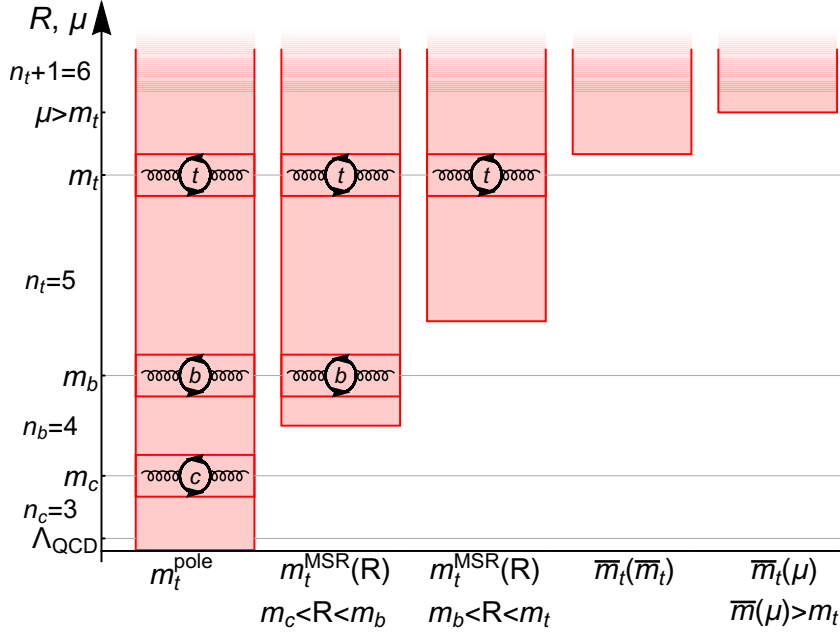 R, μ
n_t+1=6
μ>m_t
m_t
n_t=5
m_b
n_b=4
m_c
n_c=3
Λ_QCD
t t t
b b
c
m_t^pole m_t^MSR(R) m_t^MSR(R) m̅_t(m̅_t) m̅_t(μ)
m_c<R<m_b m_b<R<m_t m̅(μ)>m_t